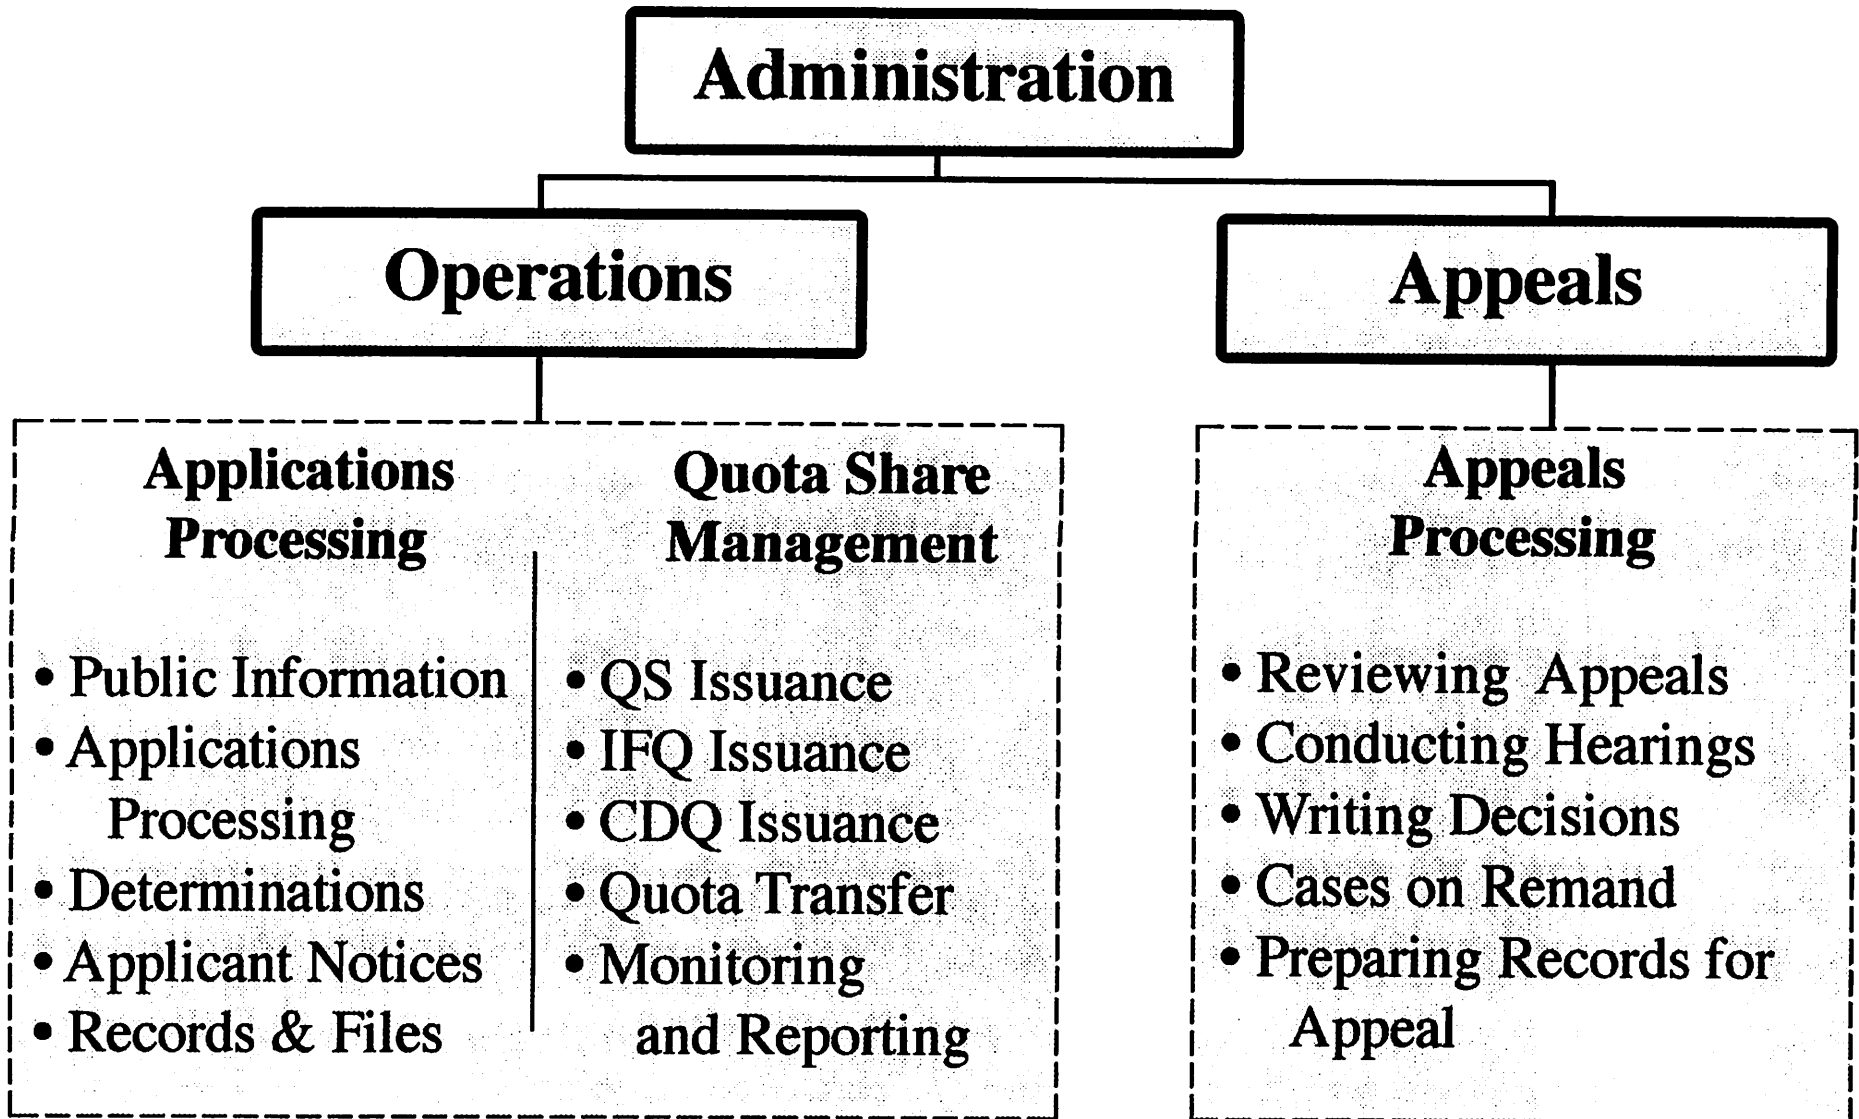 Administration
Operations
Appeals
Applications
Processing
• Public Information
• Applications
Processing
• Determinations
• Applicant Notices
• Records & Files
Quota Share
Management
• QS Issuance
• IFQ Issuance
• CDQ Issuance
• Quota Transfer
• Monitoring
and Reporting
Appeals
Processing
• Reviewing Appeals
• Conducting Hearings
• Writing Decisions
• Cases on Remand
• Preparing Records for
Appeal